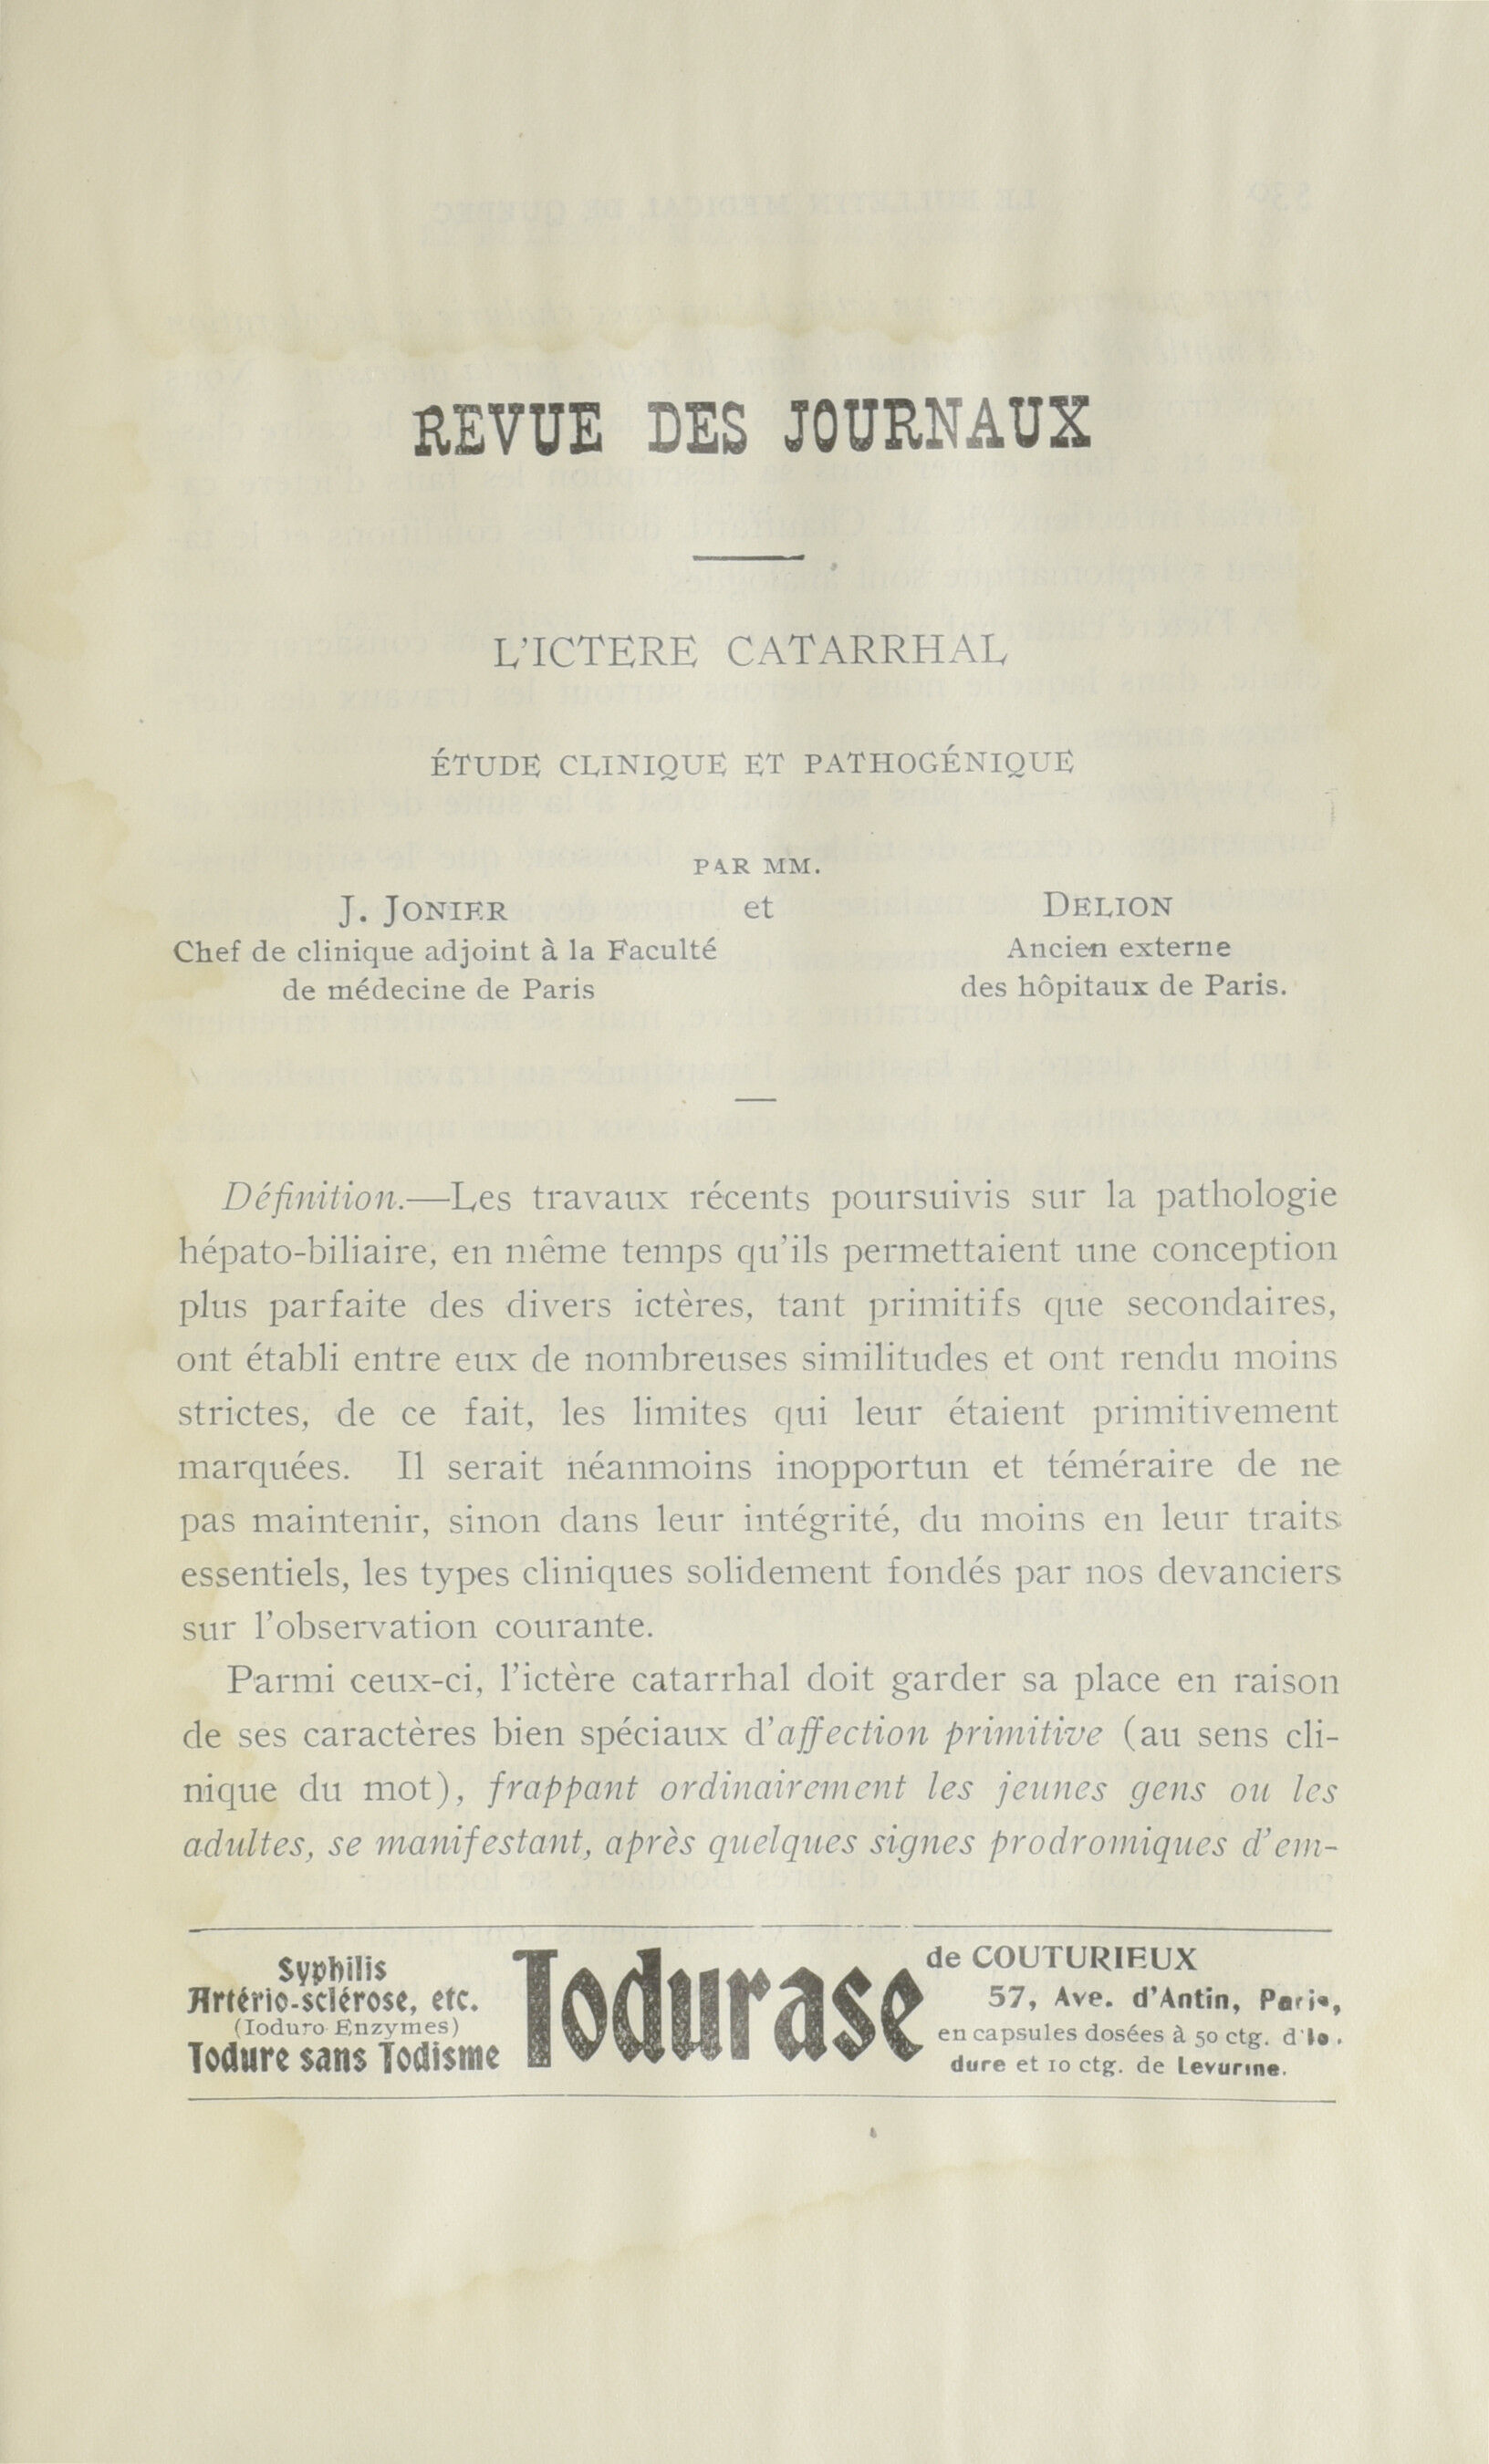 REVUE DES JOURNAUX
L'ICTERE CATARRHAL
ÉTUDE CLINIQUE ET PATHOGÉNIQUE
PAR MM.
J. JONIER et DELION
Chef de clinique adjoint à la Faculté Ancien externe
de médecine de Paris des hôpitaux de Paris.
Définition.—Les travaux récents poursuivis sur la pathologie
hépato-biliaire, en même temps qu'ils permettaient une conception
plus parfaite des divers ictères, tant primitifs que secondaires,
ont établi entre eux de nombreuses similitudes et ont rendu moins
strictes, de ce fait, les limites qui leur étaient primitivement
marquées. Il serait néanmoins inopportun et téméraire de ne
pas maintenir, sinon dans leur intégrité, du moins en leur traits
essentiels, les types cliniques solidement fondés par nos devanciers
sur l'observation courante.
Parmi ceux-ci, l'ictère catarrhal doit garder sa place en raison
de ses caractères bien spéciaux d'affection primitive (au sens cli-
nique du mot), frappant ordinairement les jeunes gens ou les
adultes, se manifestant, après quelques signes prodromiques d'em-
Syphilis
Artério-sclérose, etc.
(Ioduro-Enzymes)
Iodure sans Iodisme
Iodurase
de COUTURIEUX
57, Ave. d'Antin, Paris,
en capsules dosées à 50 ctg. d'Io.
dure et 10 ctg. de Levurine.